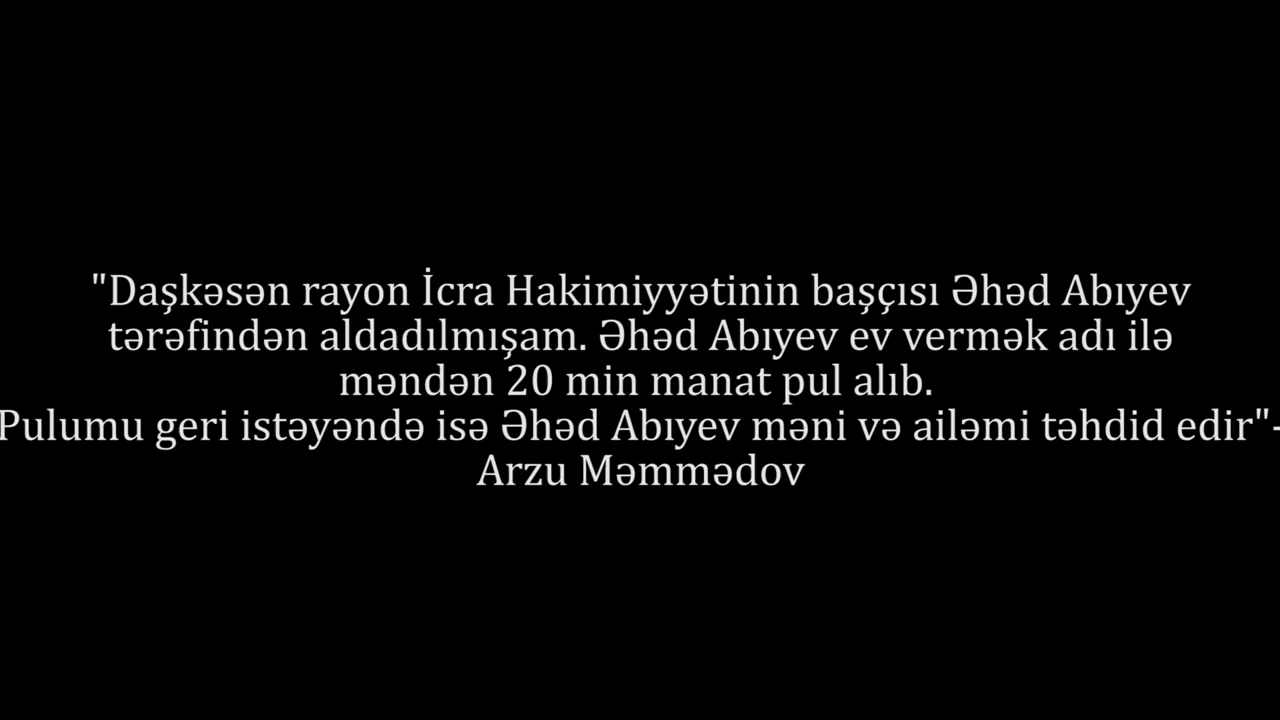 "Daşkəsən rayon İcra Hakimiyyətinin başçısı Əhəd Abıyev
tərəfindən aldadılmışam. Əhəd Abıyev ev vermək adı ilə
məndən 20 min manat pul alıb.
Pulumu geri istəyəndə isə Əhəd Abıyev məni və ailəmi təhdid edir"-
Arzu Məmmədov